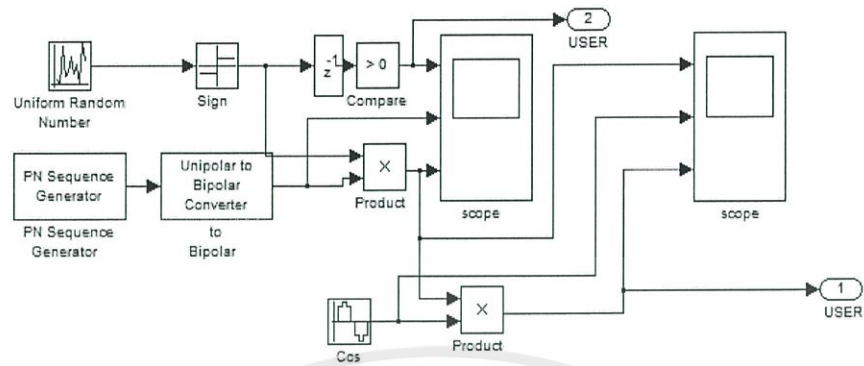 2
USER
z
-1
> 0
Uniform Random
Number
Sign
Compare
PN Sequence
Generator
Unipolar to
Bipolar
Converter
X
Product
PN Sequence
Generator
to
Bipolar
scope
scope
1
USER
X
Cos
Product